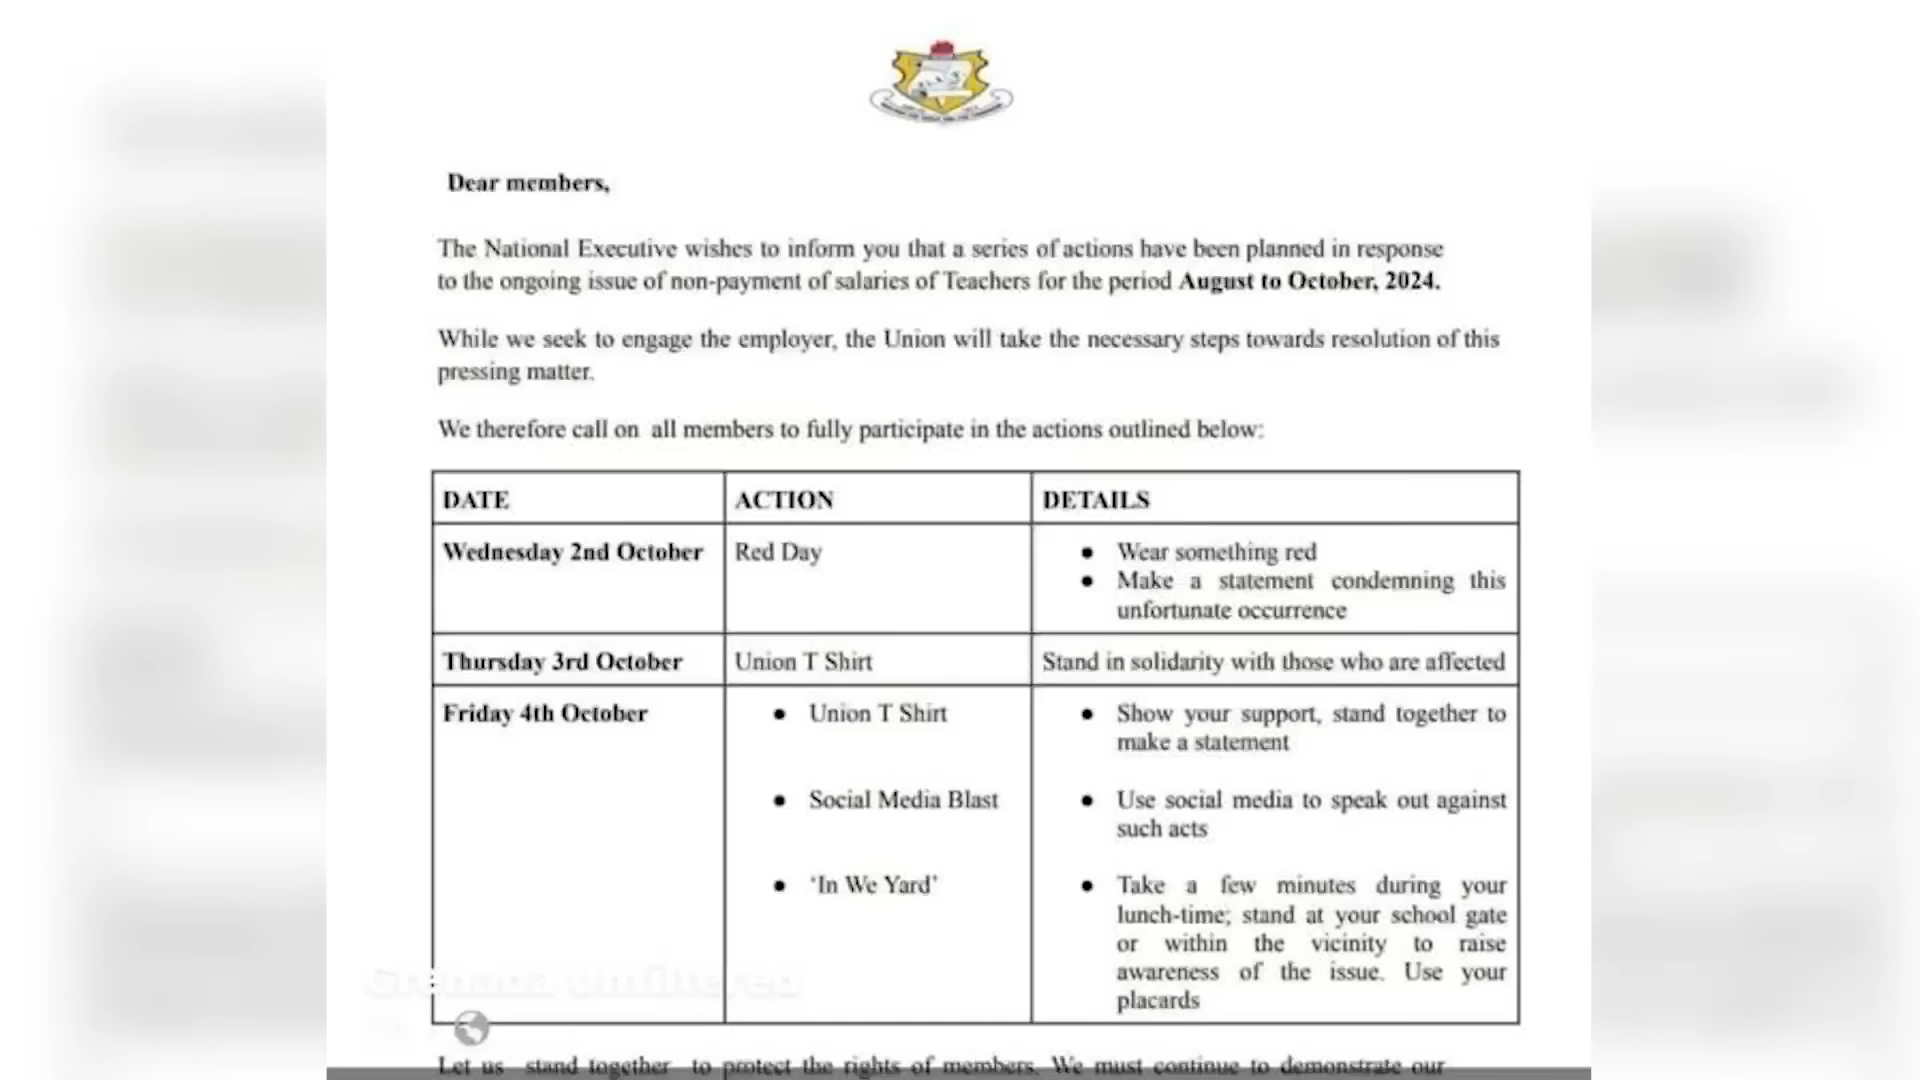 Dear members,
The National Executive wishes to inform you that a series of actions have been planned in response
to the ongoing issue of non-payment of salaries of Teachers for the period August to October, 2024.
While we seek to engage the employer, the Union will take the necessary steps towards resolution of this
pressing matter.
We therefore call on all members to fully participate in the actions outlined below:
DATE ACTION DETAILS
Wednesday 2nd October Red Day
• Wear something red
• Make a statement condemning this
unfortunate occurrence
Thursday 3rd October Union T Shirt Stand in solidarity with those who are affected
Friday 4th October
• Union T Shirt
• Show your support, stand together to
make a statement
• Social Media Blast
• Use social media to speak out against
such acts
• 'In We Yard'
• Take a few minutes during your
lunch-time; stand at your school gate
or within the vicinity to raise
awareness of the issue. Use your
placards
Grenada Unfiltered
Let us stand together to protect the rights of members. We must continue to demonstrate our